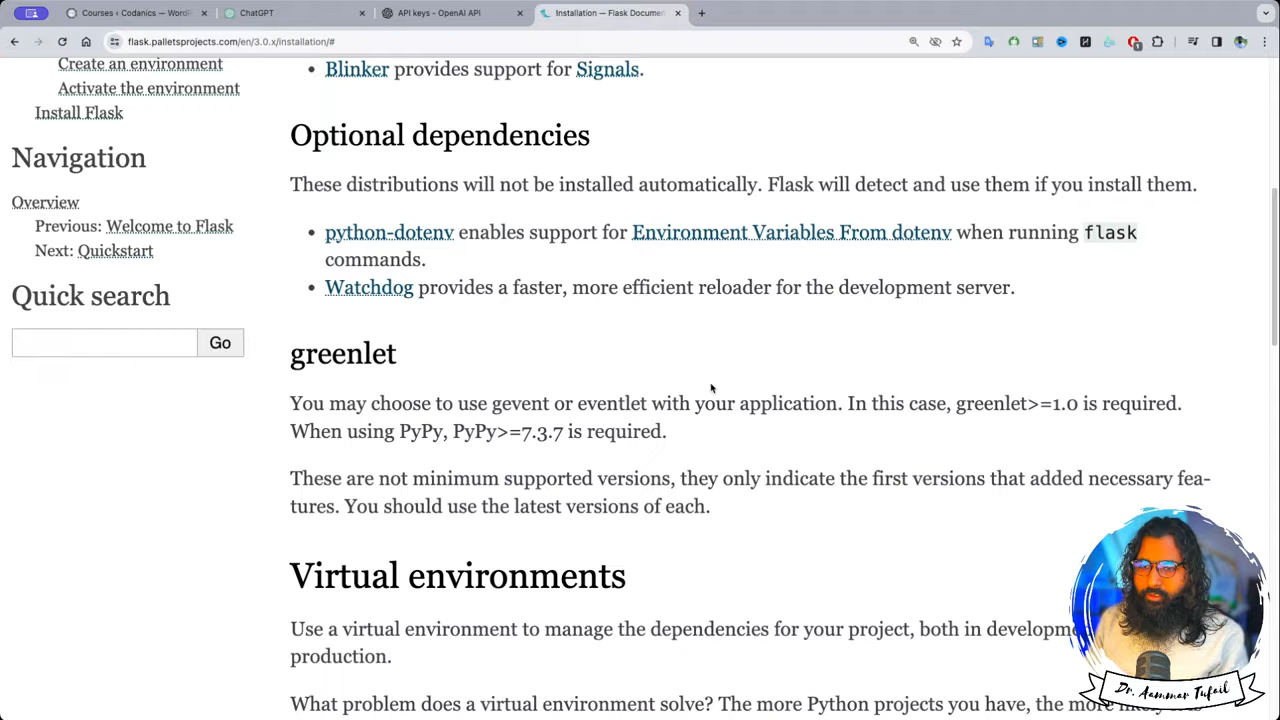 Courses ‹ Codanics — WordP
ChatGPT
API keys - OpenAI API
Installation — Flask Documen
flask.palletsprojects.com/en/3.0.x/installation/#
Create an environment
Activate the environment
Install Flask
Navigation
Overview
Previous: Welcome to Flask
Next: Quickstart
Quick search
Go
• Blinker provides support for Signals.
Optional dependencies
These distributions will not be installed automatically. Flask will detect and use them if you install them.
• python-dotenv enables support for Environment Variables From dotenv when running flask
commands.
• Watchdog provides a faster, more efficient reloader for the development server.
greenlet
You may choose to use gevent or eventlet with your application. In this case, greenlet>=1.0 is required.
When using PyPy, PyPy>=7.3.7 is required.
These are not minimum supported versions, they only indicate the first versions that added necessary fea-
tures. You should use the latest versions of each.
Virtual environments
Use a virtual environment to manage the dependencies for your project, both in developme
production.
What problem does a virtual environment solve? The more Python projects you have, the more
Dr. Aammar Tufail